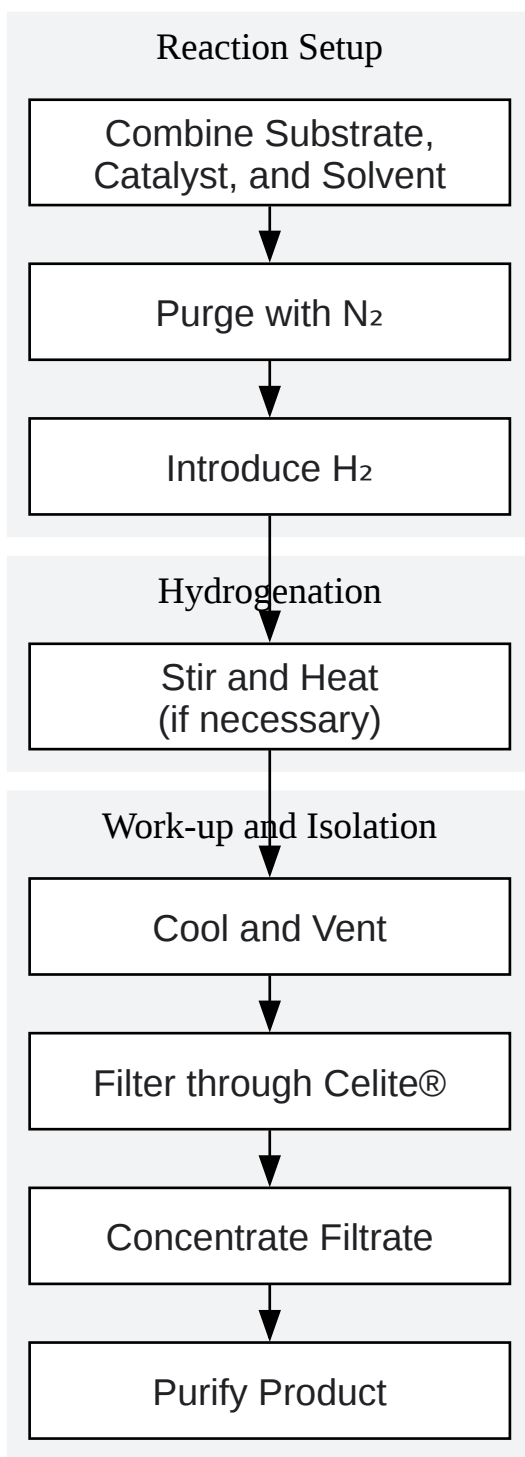 Reaction Setup
Combine Substrate,
Catalyst, and Solvent
Purge with N₂
Introduce H₂
Hydrogenation
Stir and Heat
(if necessary)
Work-up and Isolation
Cool and Vent
Filter through Celite®
Concentrate Filtrate
Purify Product